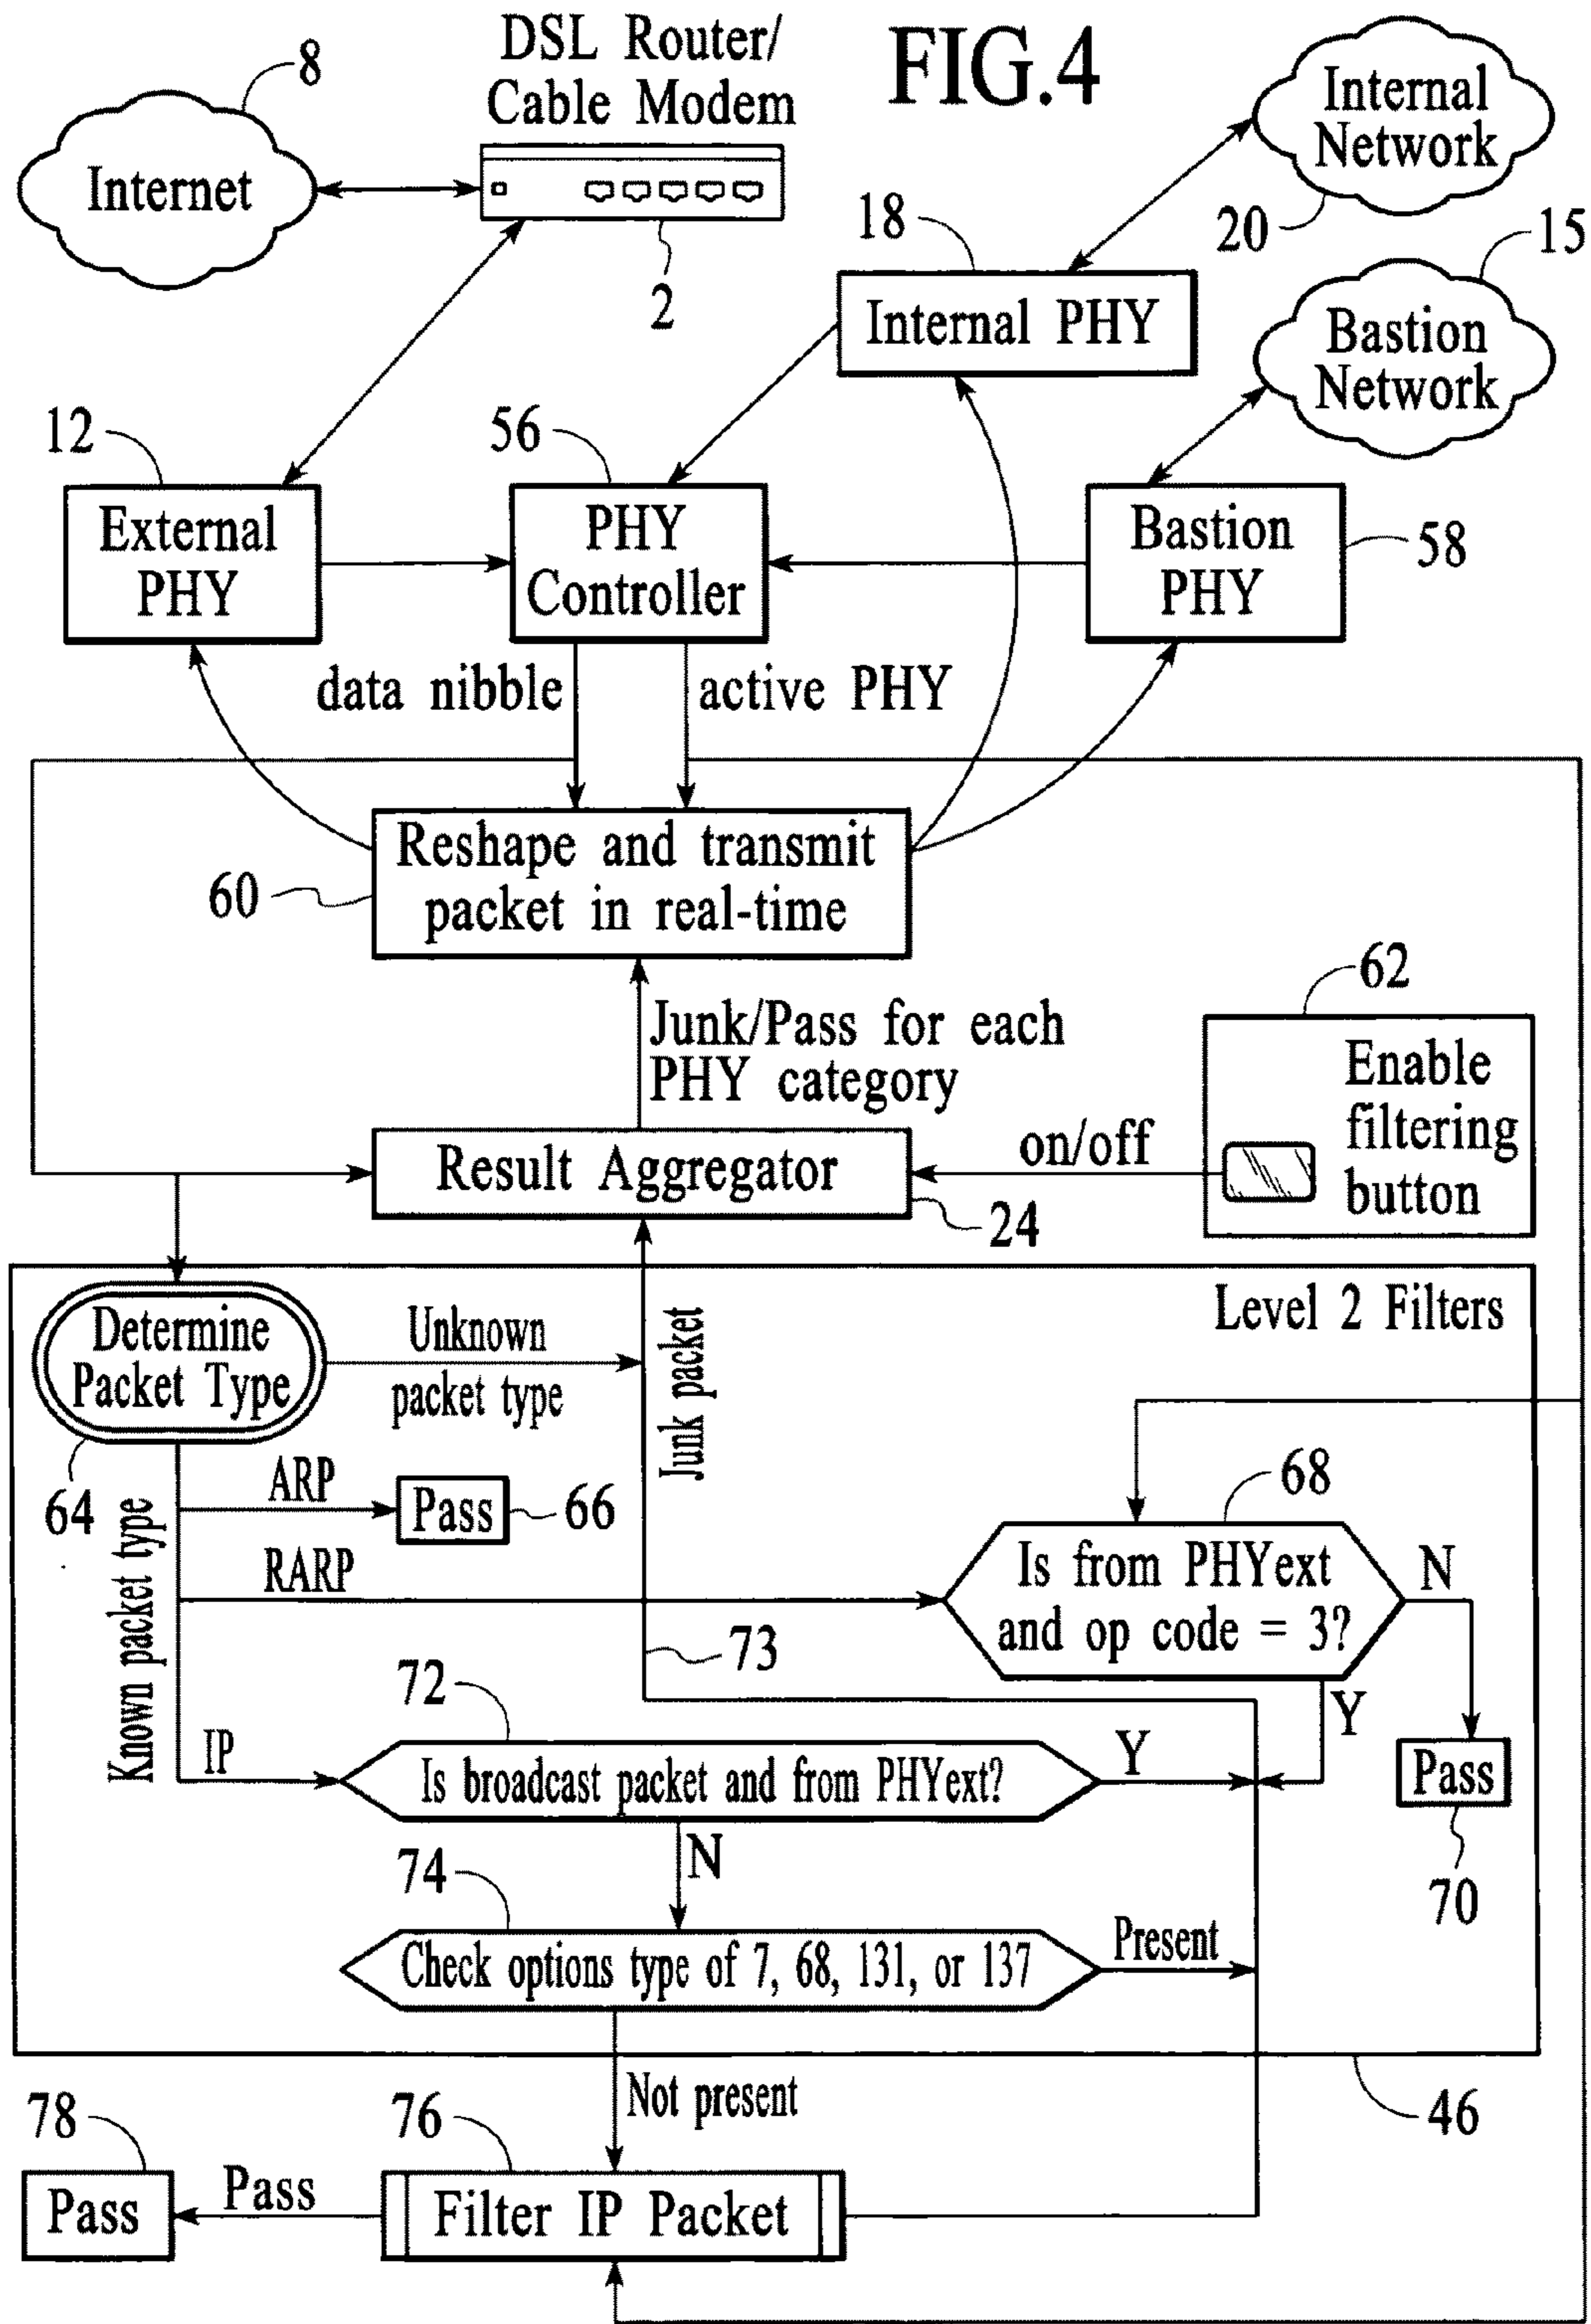 FIG.4
DSL Router/
Cable Modem
8
Internet
2
Internal
Network
20
18
Internal PHY
15
Bastion
Network
12
External
PHY
56
PHY
Controller
Bastion
PHY
58
data nibble
active PHY
Reshape and transmit
packet in real-time
60
62
Enable
filtering
button
Junk/Pass for each
PHY category
on/off
Result Aggregator
24
Level 2 Filters
Determine
Packet Type
64
Unknown
packet type
Junk packet
Known packet type
ARP
Pass
66
RARP
68
Is from PHYext
and op code = 3?
N
Y
Pass
70
73
72
IP
Is broadcast packet and from PHYext?
Y
N
74
Check options type of 7, 68, 131, or 137
Present
Not present
46
78
Pass
Pass
76
Filter IP Packet